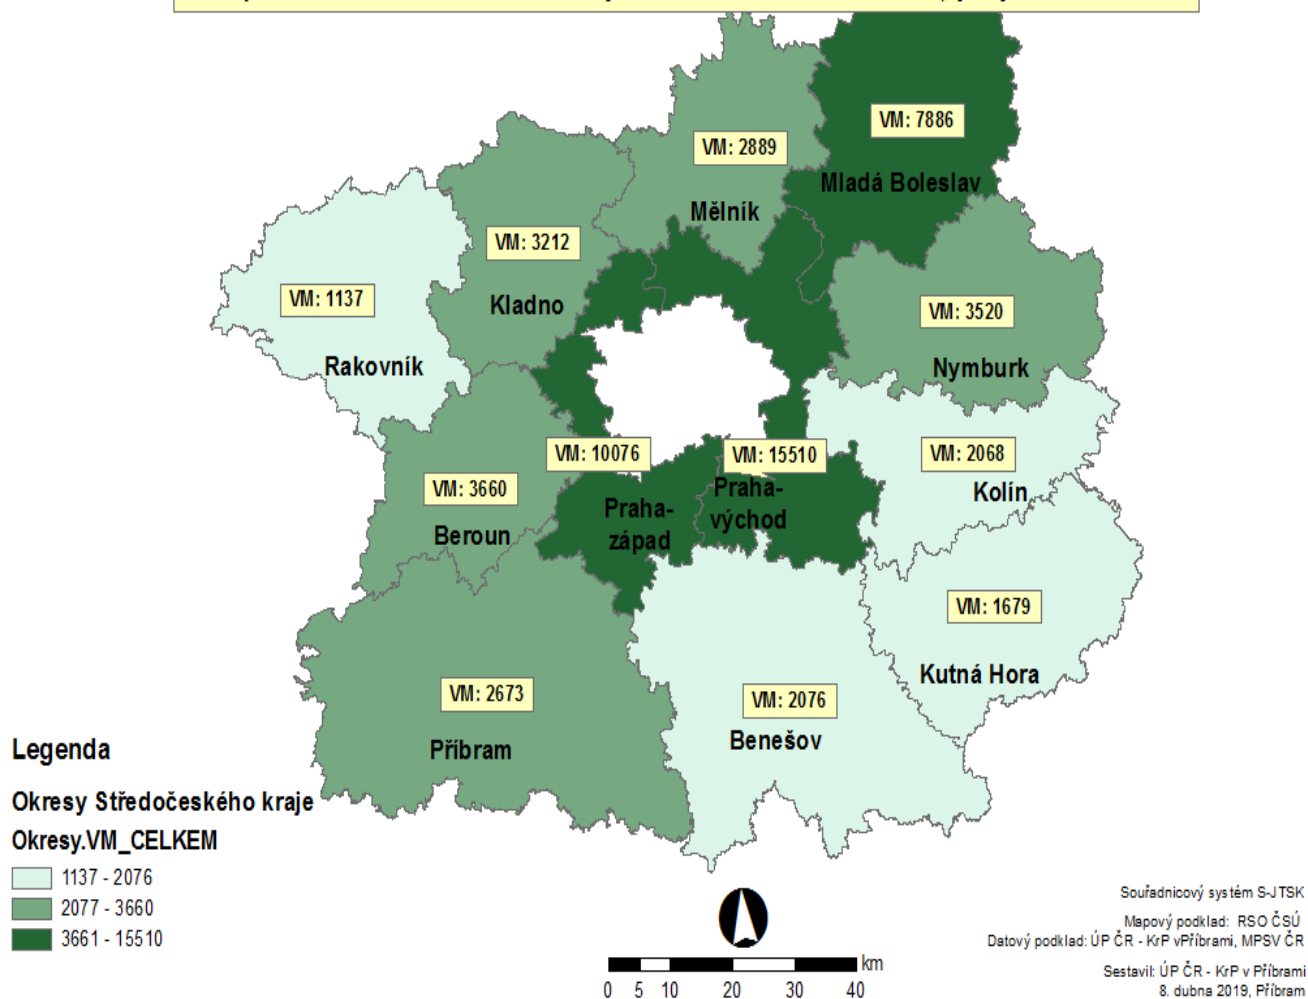 VM: 7886
VM: 2889
Mladá Boleslav
Mělník
VM: 3212
VM: 1137
Kladno
VM: 3520
Rakovník
Nymburk
VM: 10076
VM: 15510
VM: 2068
VM: 3660
Kolín
Praha-
východ
Praha-
západ
Beroun
VM: 1679
Kutná Hora
VM: 2673
VM: 2076
Příbram
Benešov
Legenda
Okresy Středočeského kraje
Okresy.VM_CELKEM
1137 - 2076
2077 - 3660
3661 - 15510
km
0 5 10 20 30 40
Souřadnicový systém S-JTSK
Mapový podklad: RSO ČSÚ
Datový podklad: ÚP ČR - KrP vPříbrami, MPSV ČR
Sestavil: ÚP ČR - KrP v Příbrami
8. dubna 2019, Příbram